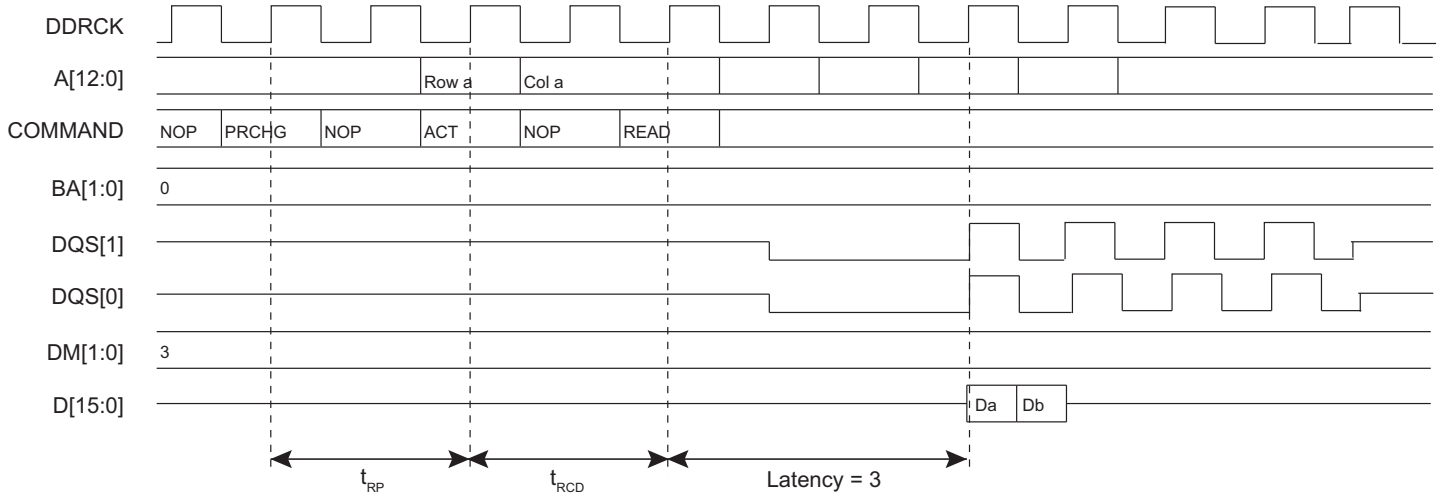 DDRCK
A[12:0] Row a Col a
COMMAND NOP PRCHG NOP ACT NOP READ
BA[1:0] 0
DQS[1]
DQS[0]
DM[1:0] 3
D[15:0] Da Db
tRP tRCD Latency = 3